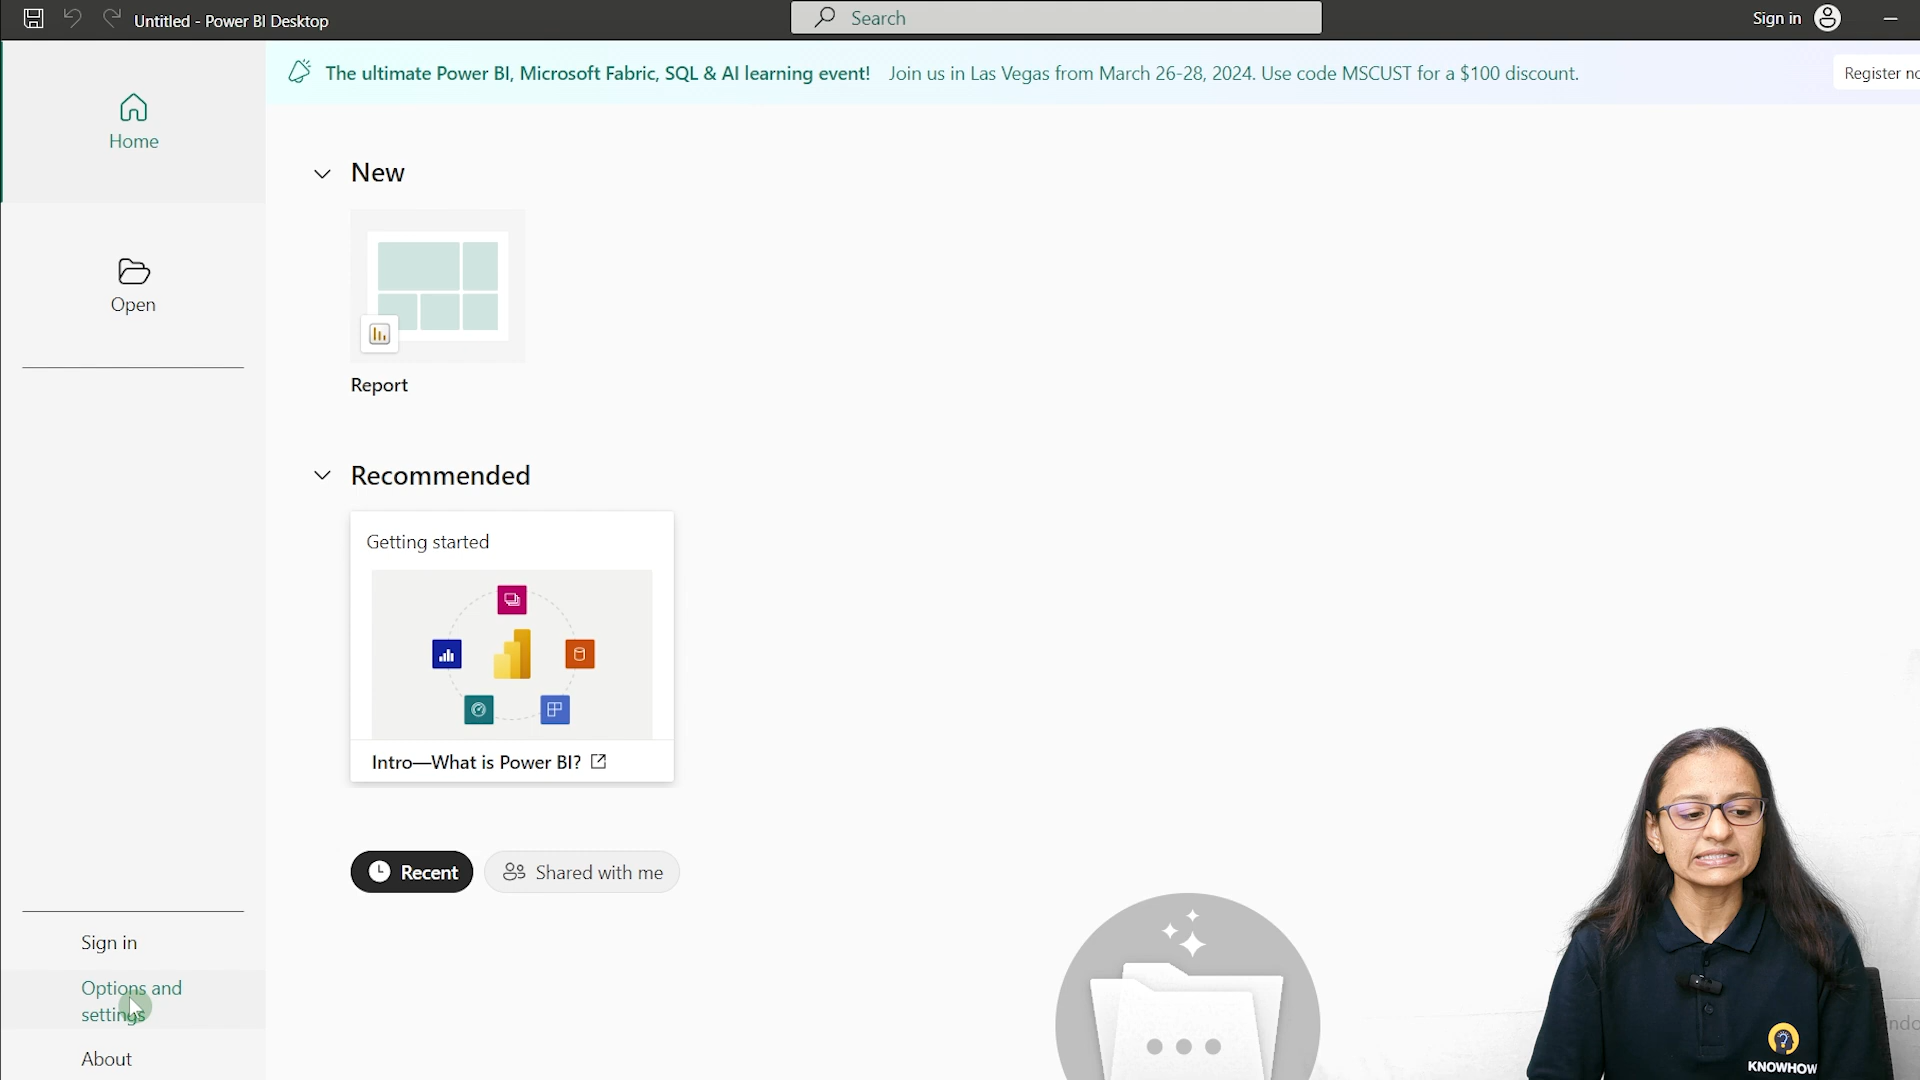 Untitled - Power BI Desktop
Search
Sign in
The ultimate Power BI, Microsoft Fabric, SQL & AI learning event! Join us in Las Vegas from March 26-28, 2024. Use code MSCUST for a $100 discount.
Register
Home
Open
New
Report
Recommended
Getting started
Intro—What is Power BI?
Recent
Shared with me
Sign in
Options and
settings
About
KNOWHOW